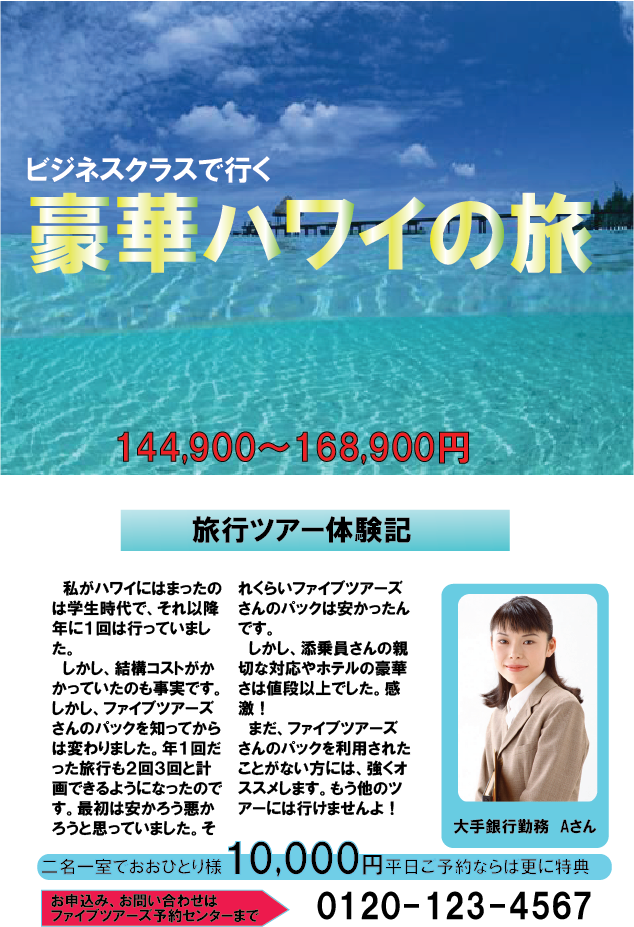 ビジネスクラスで行く
豪華ハワイの旅
144,900～168,900円
旅行ツアー体験記
私がハワイにはまったの
は学生時代で、それ以降
年に1回は行っていまし
た。
しかし、結構コストがか
かっていたのも事実です。
しかし、ファイブツアーズ
さんのパックを知ってから
は変わりました。年1回だ
った旅行も2回3回と計
画できるようになったので
す。最初は安かろう悪か
ろうと思っていました。そ
れくらいファイブツアーズ
さんのパックは安かったん
です。
しかし、添乗員さんの親
切な対応やホテルの豪華
さは値段以上でした。感
激！
まだ、ファイブツアーズ
さんのパックを利用された
ことがない方には、強くオ
ススメします。もう他のツ
アーには行けませんよ！
大手銀行勤務　Aさん
二名一室ておおひとり様 10,000円平日こ予約ならは更に特典
お申込み、お問い合わせは
ファイブツアーズ予約センターまで
0120-123-4567